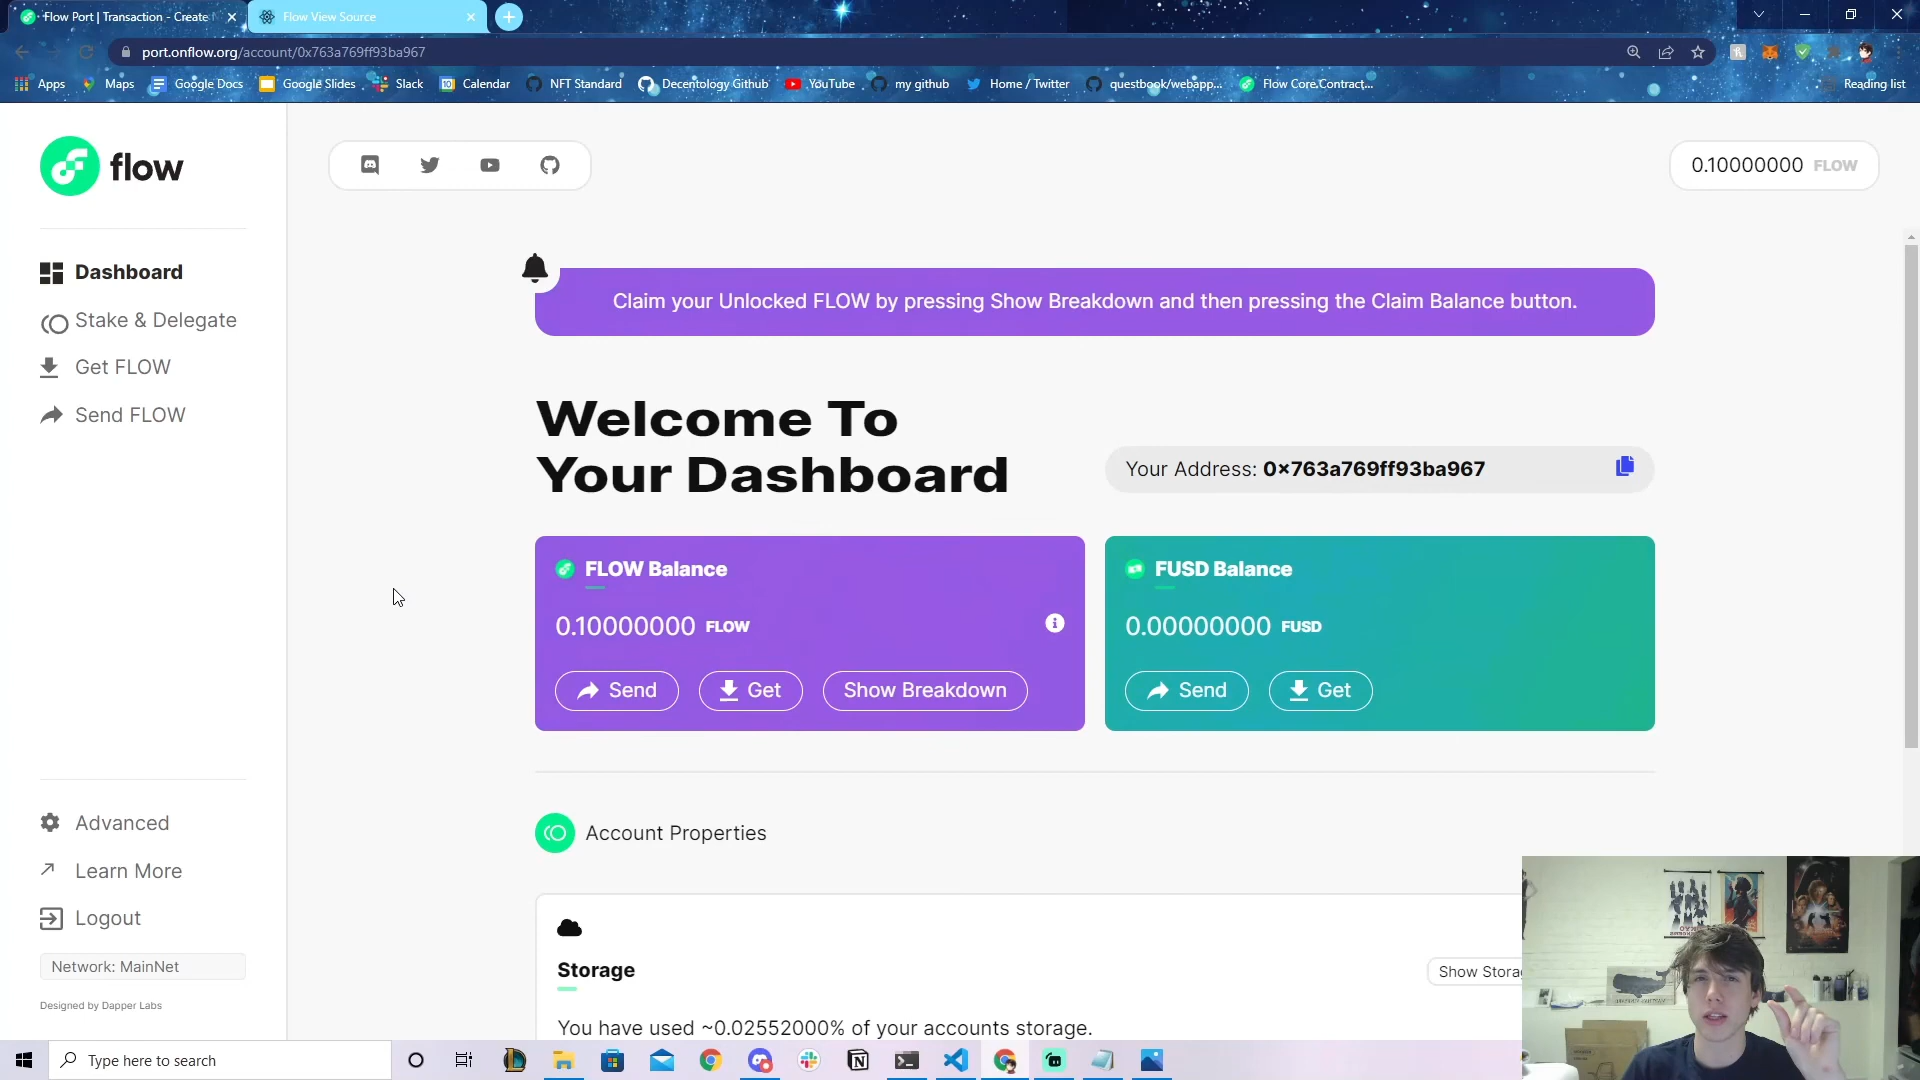 Flow Port | Transaction - Create
Flow View Source
port.onflow.org/account/0x763a769ff93ba967
Apps
Maps
Google Docs
Google Slides
Slack
Calendar
NFT Standard
Decentology Github
YouTube
my github
Home / Twitter
questbook/webapp...
Flow Core Contract...
Reading list
flow
0.10000000 FLOW
Dashboard
Stake & Delegate
Get FLOW
Send FLOW
Claim your Unlocked FLOW by pressing Show Breakdown and then pressing the Claim Balance button.
Welcome To
Your Dashboard
Your Address: 0x763a769ff93ba967
FLOW Balance
0.10000000 FLOW
Send
Get
Show Breakdown
FUSD Balance
0.00000000 FUSD
Send
Get
Account Properties
Storage
Show Stora
You have used ~0.02552000% of your accounts storage.
Advanced
Learn More
Logout
Network: MainNet
Designed by Dapper Labs
Type here to search